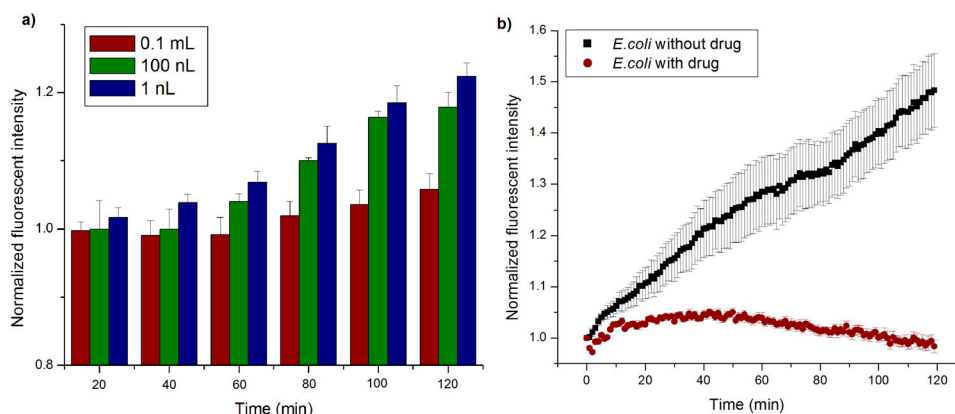 a)
0.1 mL
100 nL
1 nL
Normalized fluorescent intensity
1.2
1.0
0.8
20 40 60 80 100 120
Time (min)
b)
E.coli without drug
E.coli with drug
Normalized fluorescent intensity
1.6
1.5
1.4
1.3
1.2
1.1
1.0
0 20 40 60 80 100 120
Time (min)